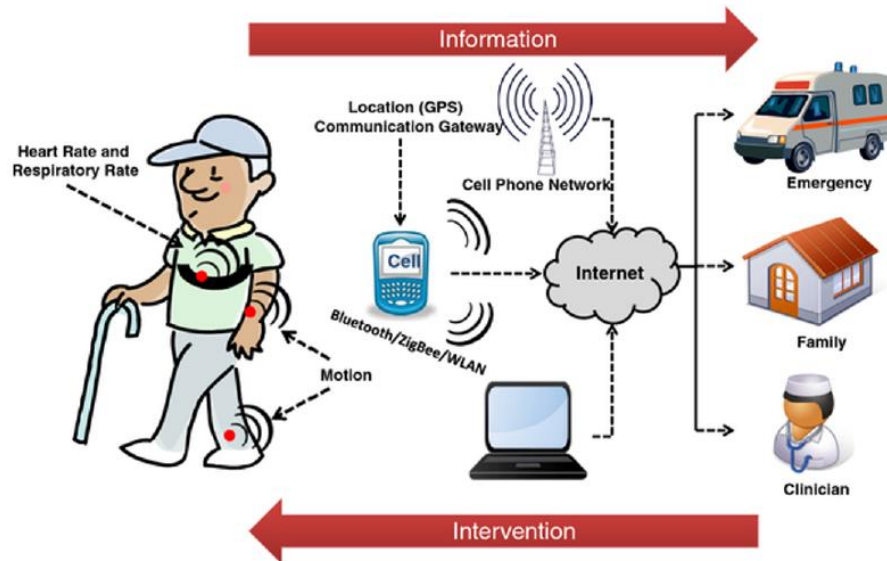 Information
Location (GPS)
Communication Gateway
Heart Rate and
Respiratory Rate
Cell Phone Network
Emergency
Cell
Internet
Bluetooth/ZigBee/WLAN
Family
Motion
Clinician
Intervention